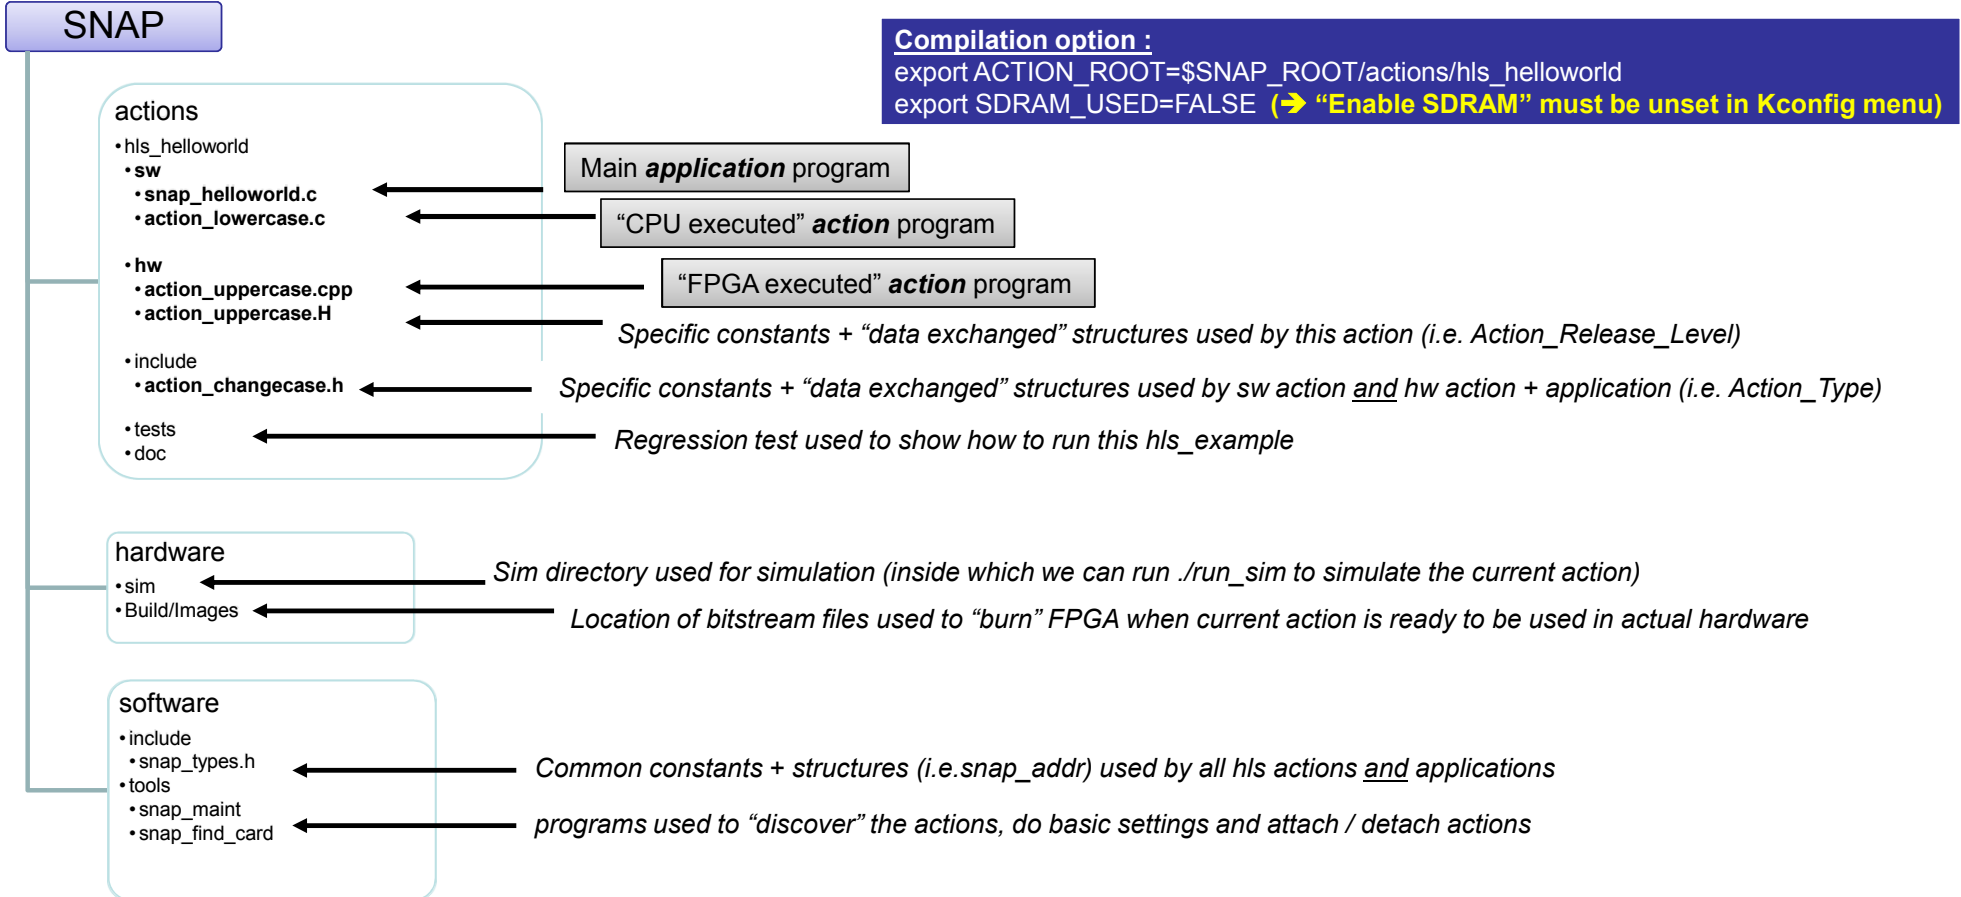 SNAP
Compilation option :
export ACTION_ROOT=$SNAP_ROOT/actions/hls_helloworld
export SDRAM_USED=FALSE (➔ “Enable SDRAM” must be unset in Kconfig menu)
actions
•hls_helloworld
•sw
•snap_helloworld.c
•action_lowercase.c
Main application program
“CPU executed” action program
•hw
•action_uppercase.cpp
•action_uppercase.H
“FPGA executed” action program
Specific constants + “data exchanged” structures used by this action (i.e. Action_Release_Level)
•include
•action_changecase.h
Specific constants + “data exchanged” structures used by sw action and hw action + application (i.e. Action_Type)
•tests
•doc
Regression test used to show how to run this hls_example
hardware
•sim
•Build/Images
Sim directory used for simulation (inside which we can run ./run_sim to simulate the current action)
Location of bitstream files used to “burn” FPGA when current action is ready to be used in actual hardware
software
•include
•snap_types.h
•tools
•snap_maint
•snap_find_card
Common constants + structures (i.e.snap_addr) used by all hls actions and applications
programs used to “discover” the actions, do basic settings and attach / detach actions